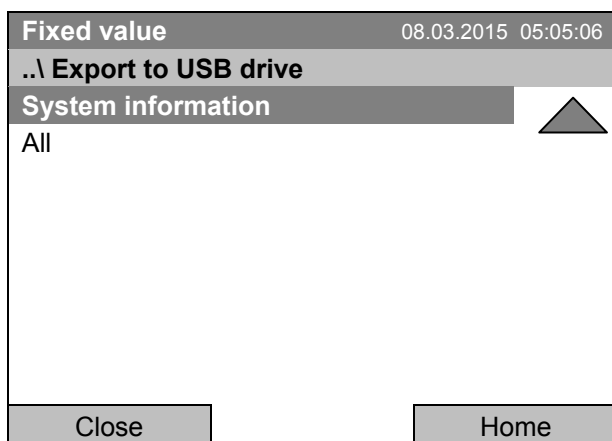 Fixed value 08.03.2015 05:05:06
..\ Export to USB drive
System information
All
Close Home